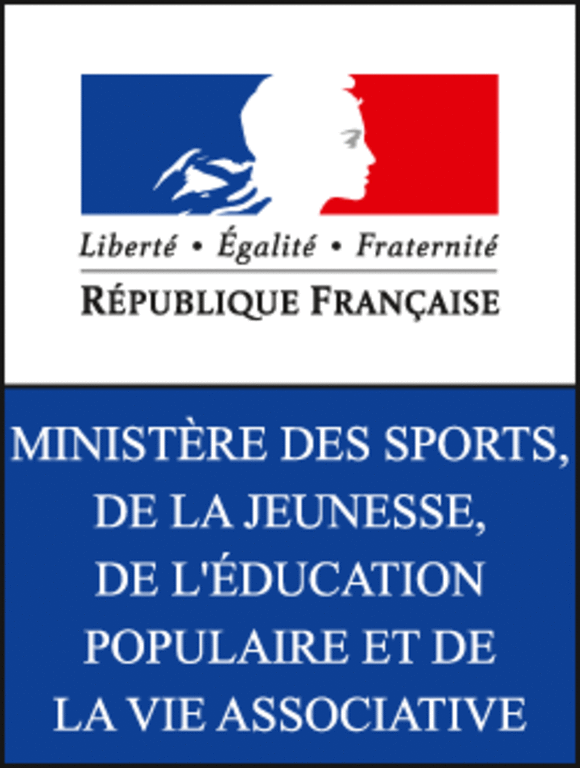 Liberté • Égalité • Fraternité
RÉPUBLIQUE FRANÇAISE
MINISTÈRE DES SPORTS,
DE LA JEUNESSE,
DE L'ÉDUCATION
POPULAIRE ET DE
LA VIE ASSOCIATIVE